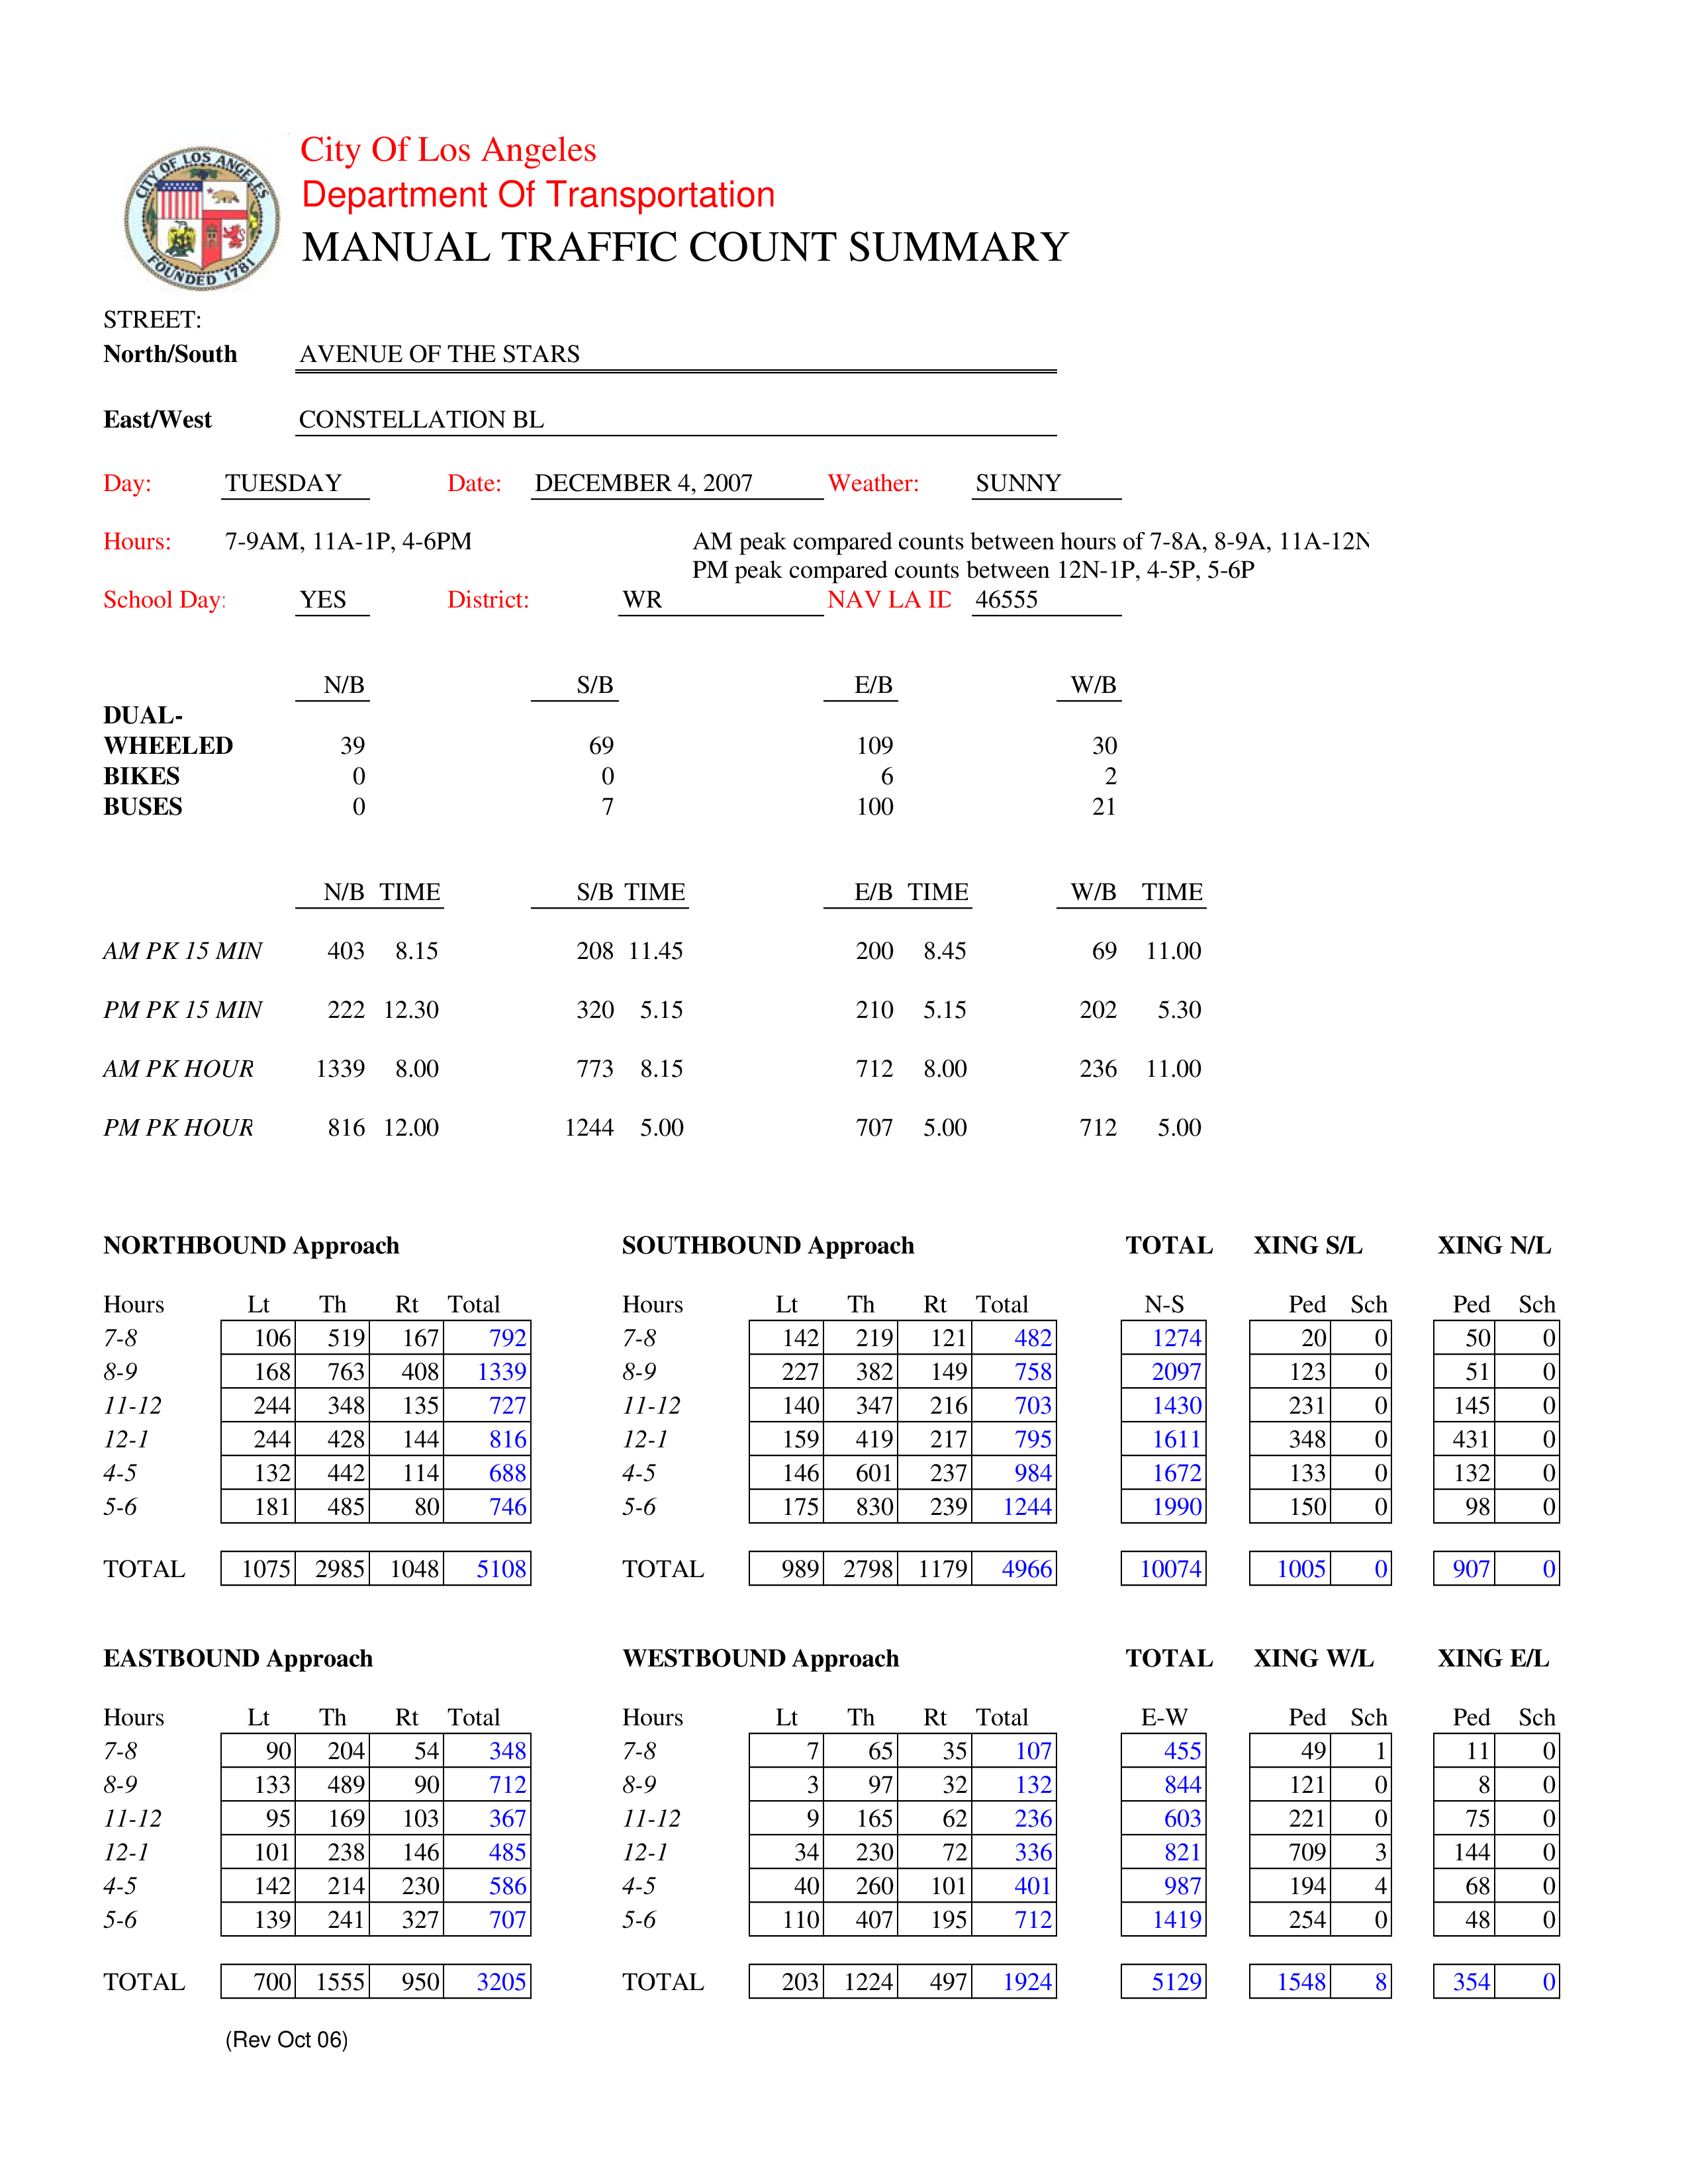 CITY OF LOS ANGELES
FOUNDED 1781
City Of Los Angeles
Department Of Transportation
MANUAL TRAFFIC COUNT SUMMARY
STREET:
North/South AVENUE OF THE STARS
East/West CONSTELLATION BL
Day: TUESDAY Date: DECEMBER 4, 2007 Weather: SUNNY
Hours: 7-9AM, 11A-1P, 4-6PM AM peak compared counts between hours of 7-8A, 8-9A, 11A-12N
PM peak compared counts between 12N-1P, 4-5P, 5-6P
School Day: YES District: WR NAV LA ID 46555
N/B S/B E/B W/B
DUAL-
WHEELED 39 69 109 30
BIKES 0 0 6 2
BUSES 0 7 100 21
N/B TIME S/B TIME E/B TIME W/B TIME
AM PK 15 MIN 403 8.15 208 11.45 200 8.45 69 11.00
PM PK 15 MIN 222 12.30 320 5.15 210 5.15 202 5.30
AM PK HOUR 1339 8.00 773 8.15 712 8.00 236 11.00
PM PK HOUR 816 12.00 1244 5.00 707 5.00 712 5.00
NORTHBOUND Approach SOUTHBOUND Approach TOTAL XING S/L XING N/L
Hours Lt Th Rt Total Hours Lt Th Rt Total N-S Ped Sch Ped Sch
7-8 106 519 167 792 7-8 142 219 121 482 1274 20 0 50 0
8-9 168 763 408 1339 8-9 227 382 149 758 2097 123 0 51 0
11-12 244 348 135 727 11-12 140 347 216 703 1430 231 0 145 0
12-1 244 428 144 816 12-1 159 419 217 795 1611 348 0 431 0
4-5 132 442 114 688 4-5 146 601 237 984 1672 133 0 132 0
5-6 181 485 80 746 5-6 175 830 239 1244 1990 150 0 98 0
TOTAL 1075 2985 1048 5108 TOTAL 989 2798 1179 4966 10074 1005 0 907 0
EASTBOUND Approach WESTBOUND Approach TOTAL XING W/L XING E/L
Hours Lt Th Rt Total Hours Lt Th Rt Total E-W Ped Sch Ped Sch
7-8 90 204 54 348 7-8 7 65 35 107 455 49 1 11 0
8-9 133 489 90 712 8-9 3 97 32 132 844 121 0 8 0
11-12 95 169 103 367 11-12 9 165 62 236 603 221 0 75 0
12-1 101 238 146 485 12-1 34 230 72 336 821 709 3 144 0
4-5 142 214 230 586 4-5 40 260 101 401 987 194 4 68 0
5-6 139 241 327 707 5-6 110 407 195 712 1419 254 0 48 0
TOTAL 700 1555 950 3205 TOTAL 203 1224 497 1924 5129 1548 8 354 0
(Rev Oct 06)